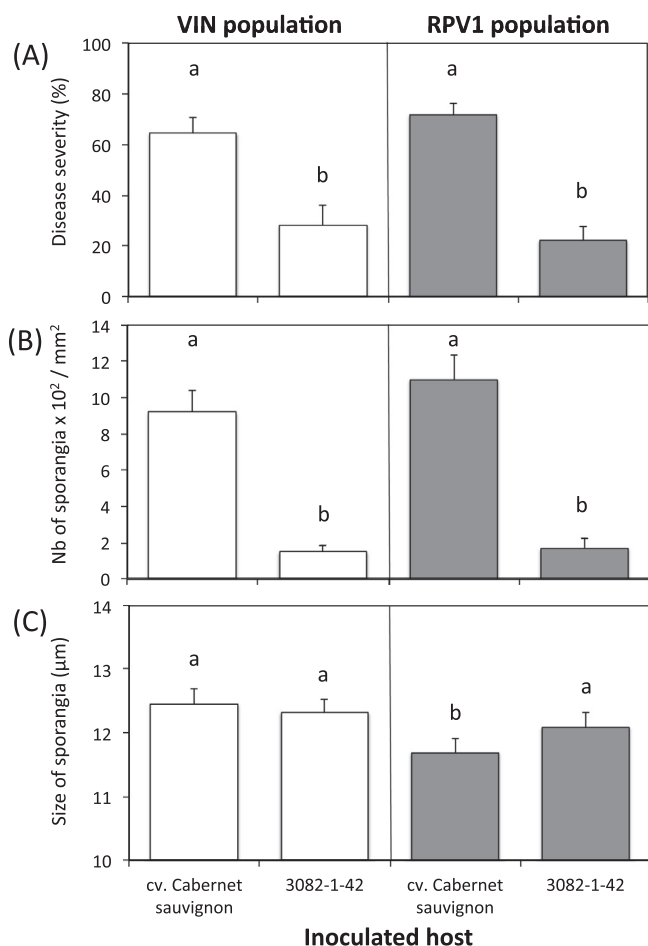 VIN population RPV1 population
(A)
Disease severity (%)
100
80
60
40
20
0
a
b
a
b
(B)
Nb of sporangia x 10² / mm²
14
12
10
8
6
4
2
0
a
b
a
b
(C)
Size of sporangia (µm)
14
13
12
11
10
a
a
b
a
cv. Cabernet 3082-1-42 cv. Cabernet 3082-1-42
sauvignon sauvignon
Inoculated host